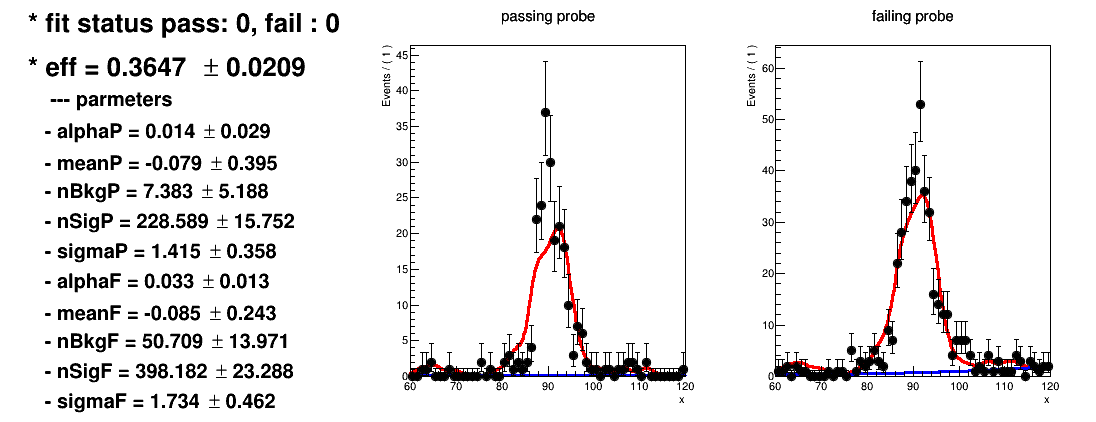 * fit status pass: 0, fail : 0
* eff = 0.3647 ± 0.0209
--- parmeters
- alphaP = 0.014 ± 0.029
- meanP = -0.079 ± 0.395
- nBkgP = 7.383 ± 5.188
- nSigP = 228.589 ± 15.752
- sigmaP = 1.415 ± 0.358
- alphaF = 0.033 ± 0.013
- meanF = -0.085 ± 0.243
- nBkgF = 50.709 ± 13.971
- nSigF = 398.182 ± 23.288
- sigmaF = 1.734 ± 0.462
passing probe
Events / ( 1 )
45
40
35
30
25
20
15
10
5
0
60 70 80 90 100 110 120
x
failing probe
Events / ( 1 )
60
50
40
30
20
10
0
60 70 80 90 100 110 120
x